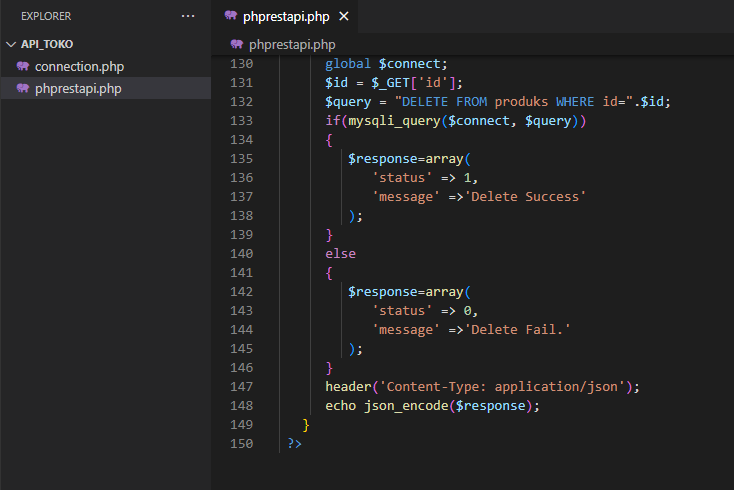 EXPLORER
...
API_TOKO
connection.php
phprestapi.php
phprestapi.php ×
phprestapi.php
130 global $connect;
131 $id = $_GET['id'];
132 $query = "DELETE FROM produks WHERE id=".$id;
133 if(mysqli_query($connect, $query))
134 {
135 $response=array(
136 'status' => 1,
137 'message' =>'Delete Success'
138 );
139 }
140 else
141 {
142 $response=array(
143 'status' => 0,
144 'message' =>'Delete Fail.'
145 );
146 }
147 header('Content-Type: application/json');
148 echo json_encode($response);
149 }
150 ?>